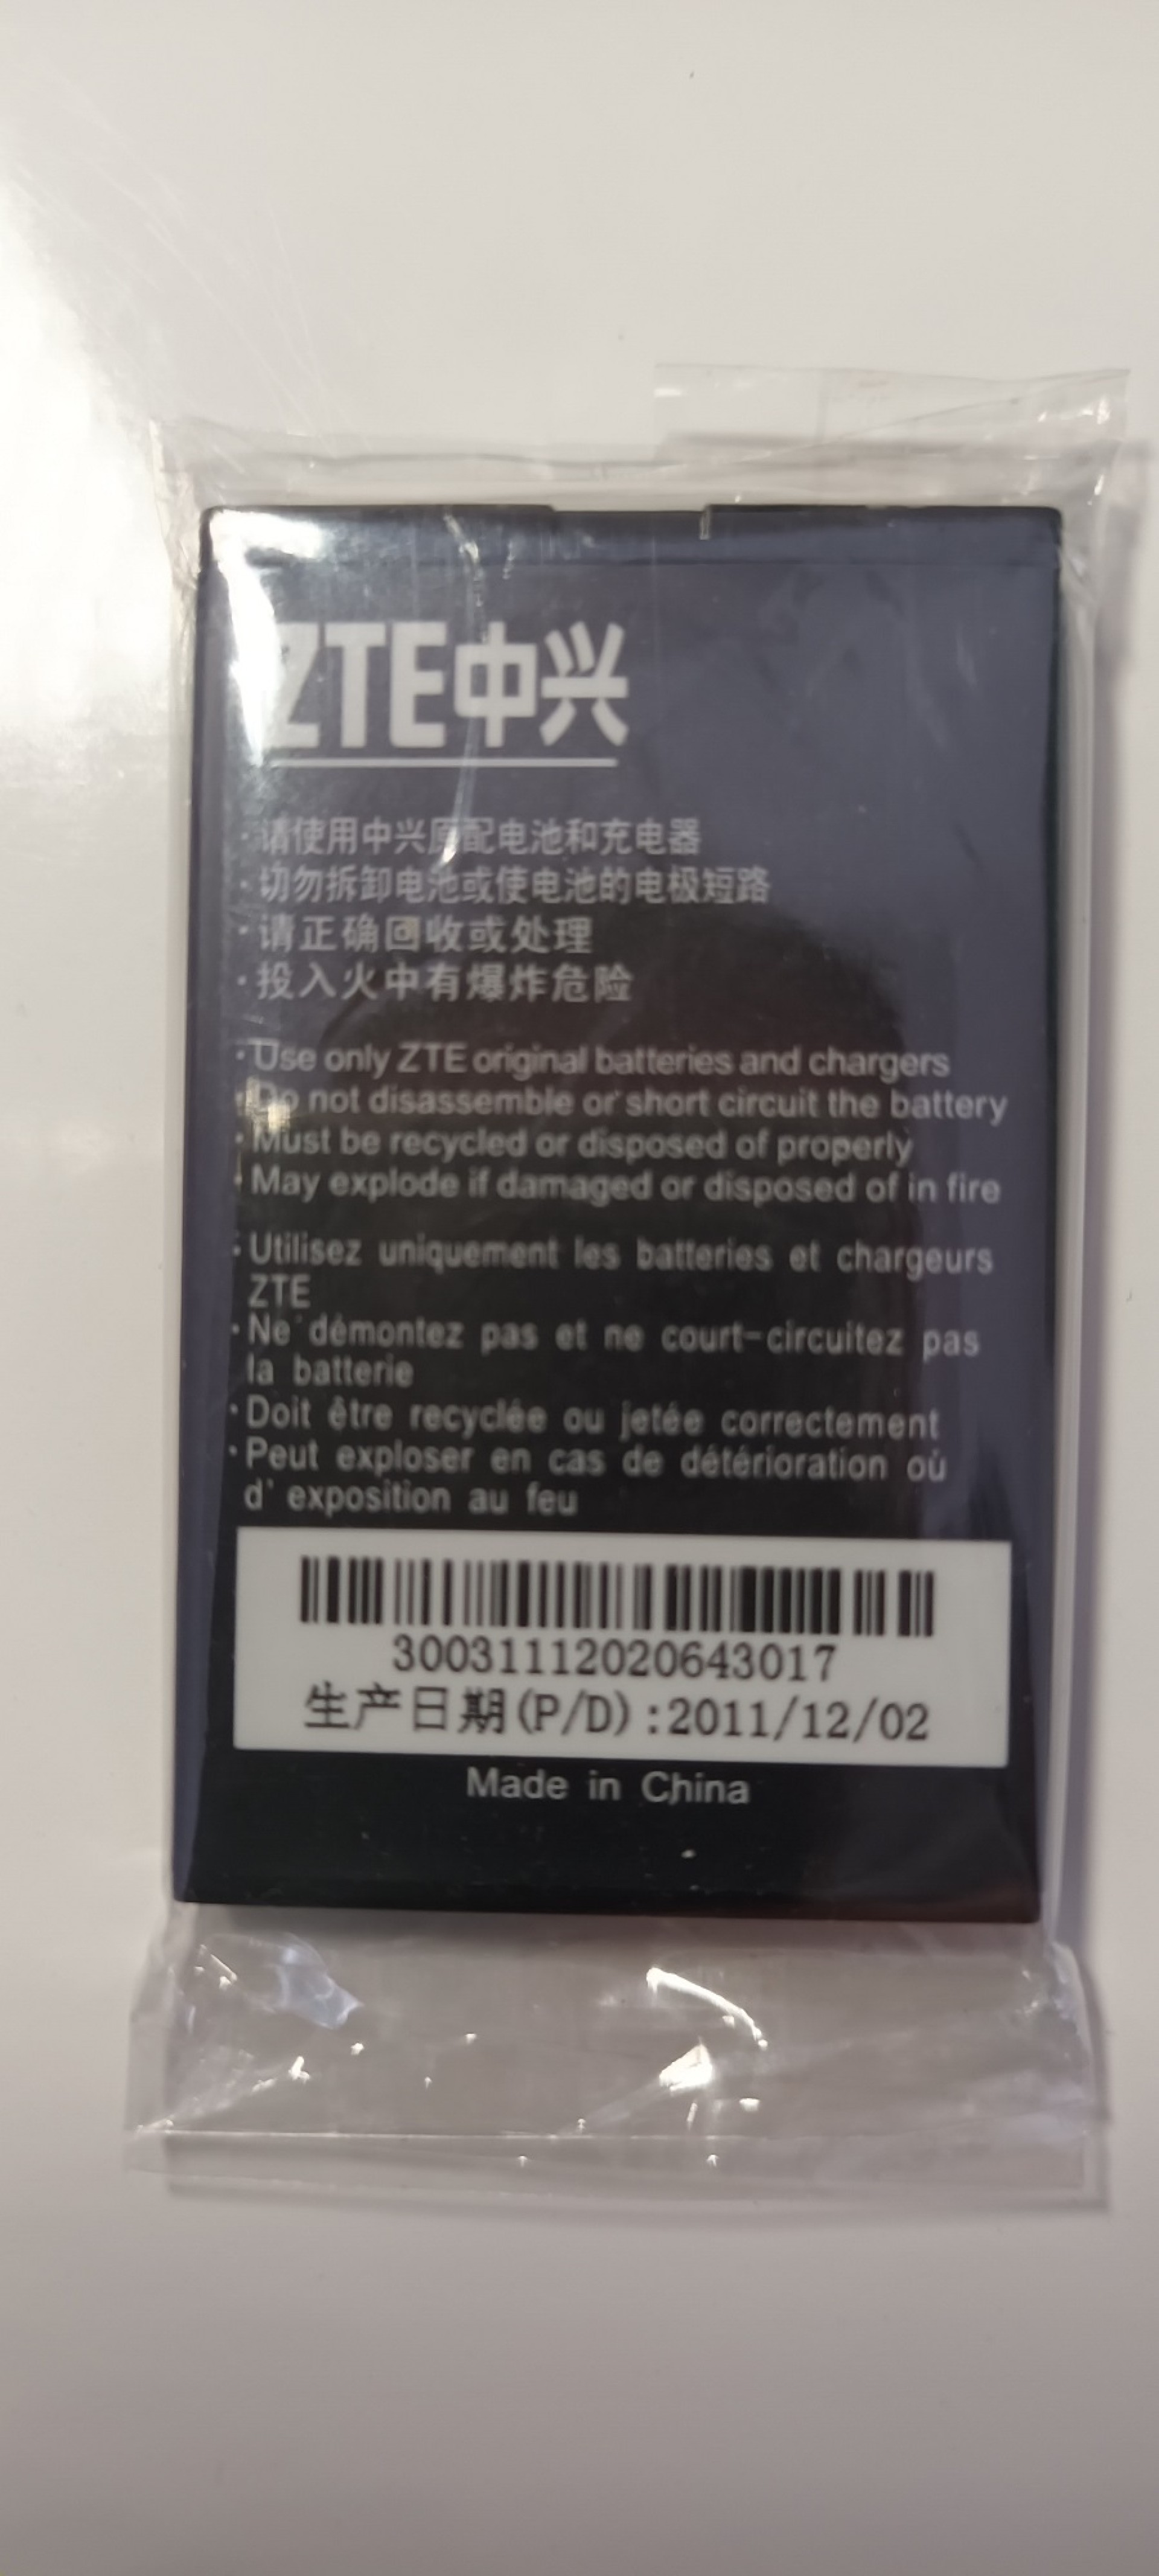 ZTE中兴
·请使用中兴原配电池和充电器
·切勿拆卸电池或使电池的电极短路
·请正确回收或处理
·投入火中有爆炸危险
·Use only ZTE original batteries and chargers
·Do not disassemble or short circuit the battery
·Must be recycled or disposed of properly
·May explode if damaged or disposed of in fire
·Utilisez uniquement les batteries et chargeurs
ZTE
·Ne démontez pas et ne court-circuitez pas
la batterie
·Doit être recyclée ou jetée correctement
·Peut exploser en cas de détérioration où
d' exposition au feu
30031112020643017
生产日期(P/D):2011/12/02
Made in China